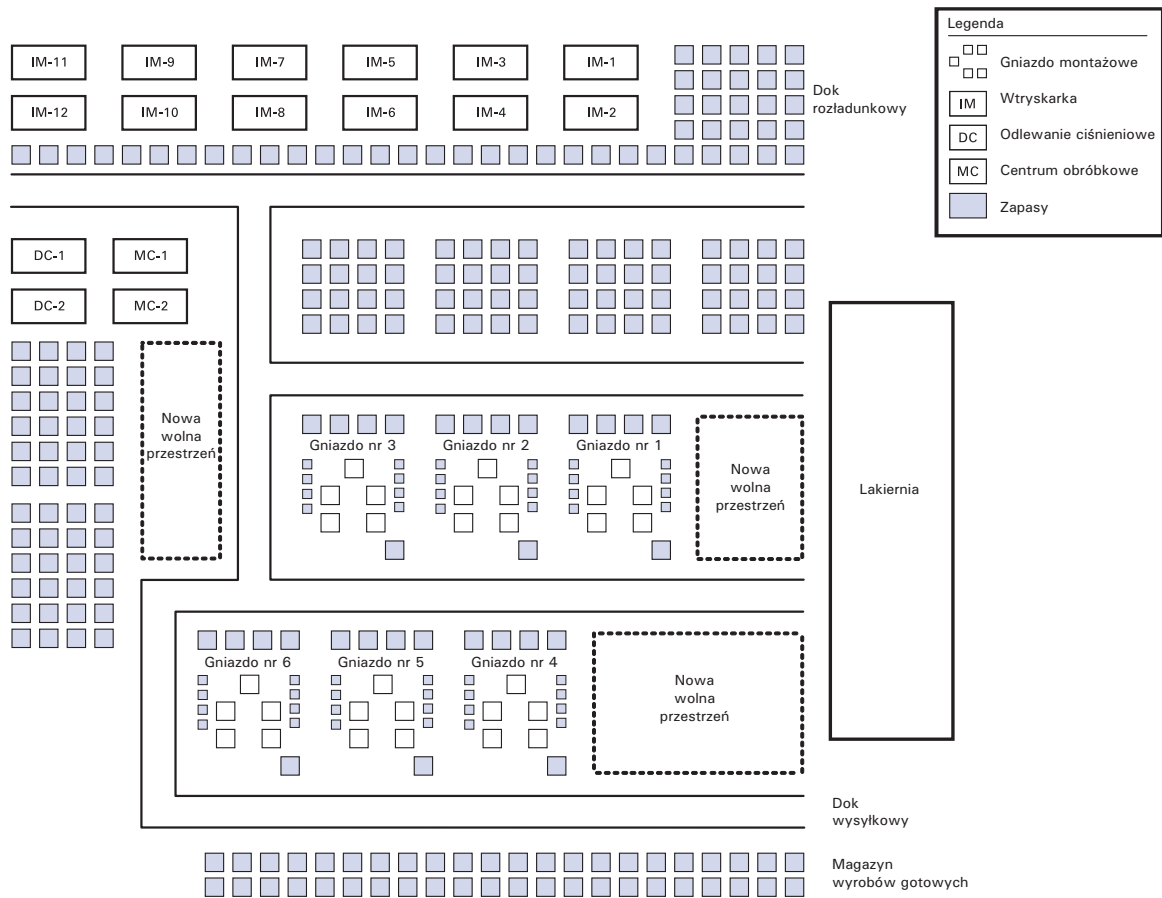 IM-11 IM-9 IM-7 IM-5 IM-3 IM-1
IM-12 IM-10 IM-8 IM-6 IM-4 IM-2
Dok
rozładunkowy
Legenda
Gniazdo montażowe
IM Wtryskarka
DC Odlewanie ciśnieniowe
MC Centrum obróbkowe
Zapasy
DC-1 MC-1
DC-2 MC-2
Nowa
wolna
przestrzeń
Gniazdo nr 3 Gniazdo nr 2 Gniazdo nr 1
Nowa
wolna
przestrzeń
Lakiernia
Gniazdo nr 6 Gniazdo nr 5 Gniazdo nr 4
Nowa
wolna
przestrzeń
Dok
wysyłkowy
Magazyn
wyrobów gotowych